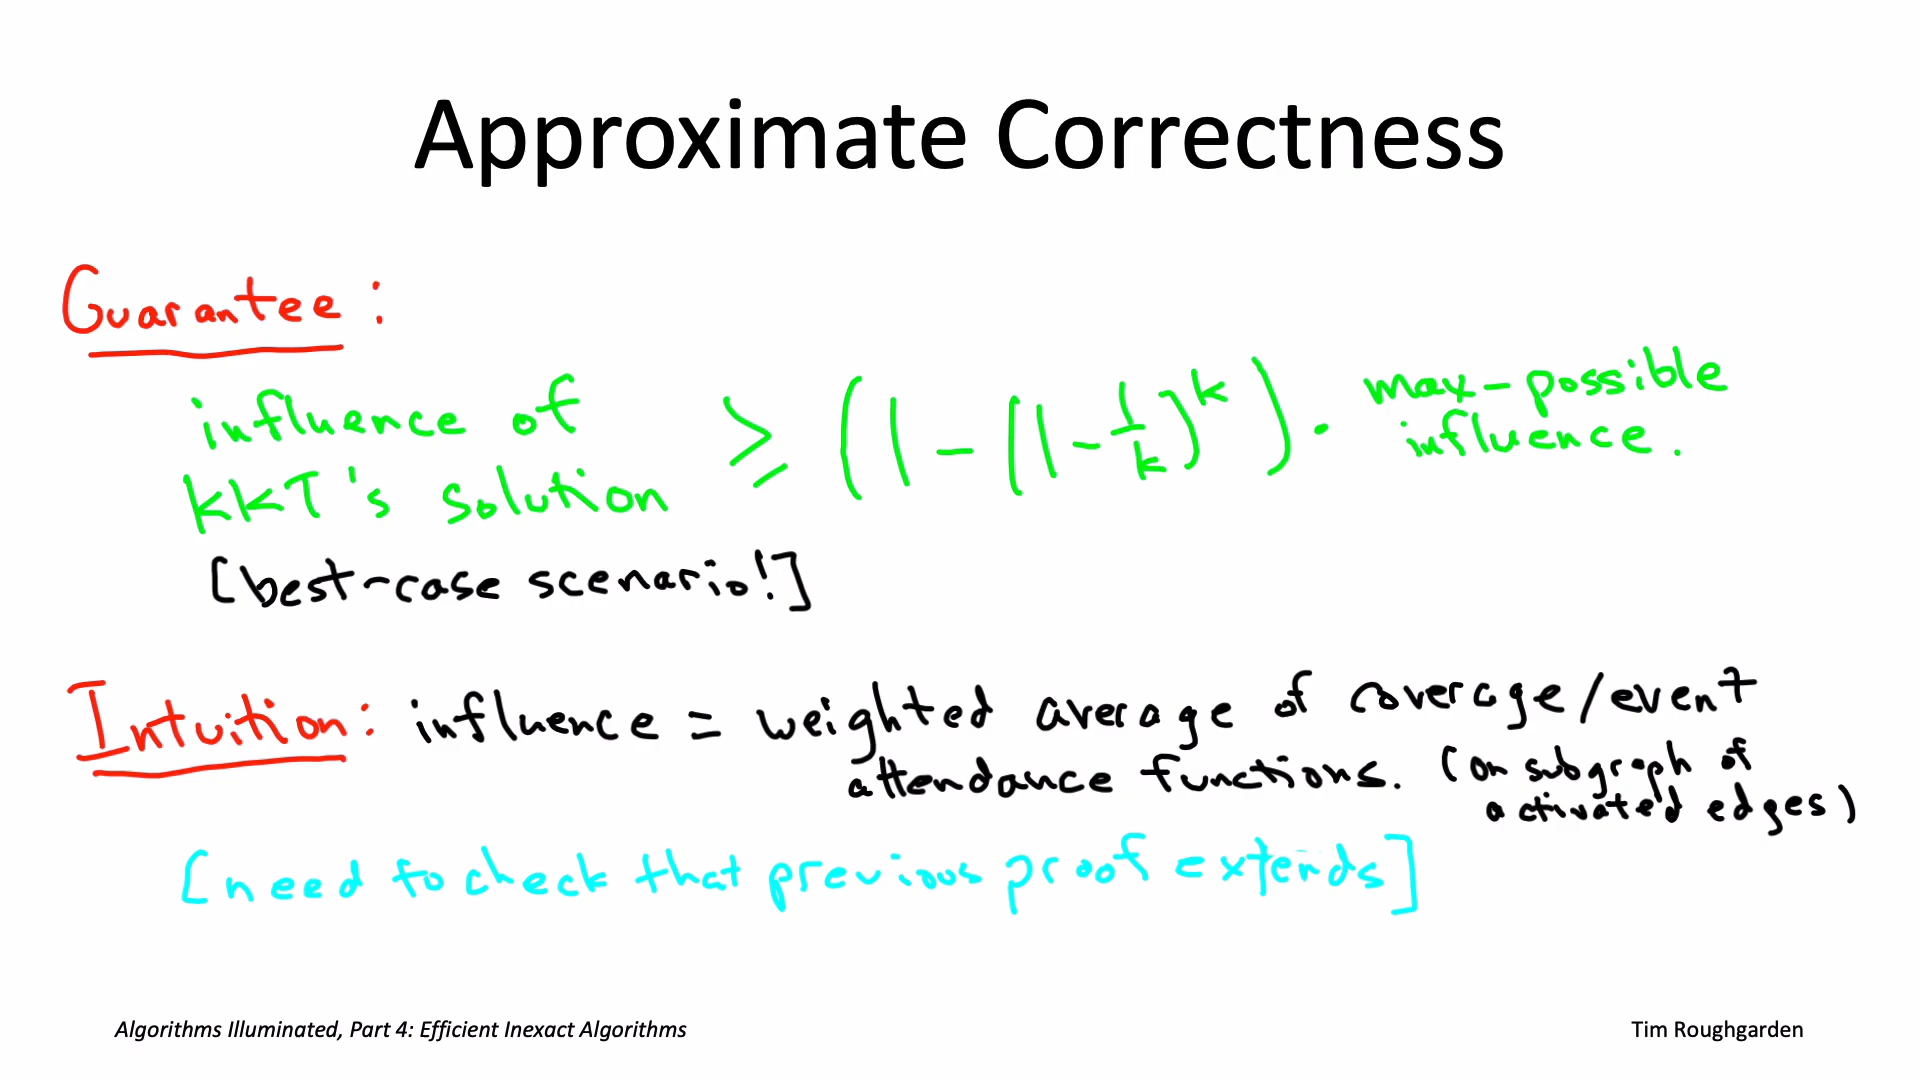 Approximate Correctness
Guarantee:
influence of
KKT's solution
≥ (1 - (1 - 1/k)^k) · max-possible
influence.
[best-case scenario!]
Intuition: influence = weighted average of coverage/event
attendance functions. (on subgraph of
activated edges)
[need to check that previous proof extends]
Algorithms Illuminated, Part 4: Efficient Inexact Algorithms
Tim Roughgarden